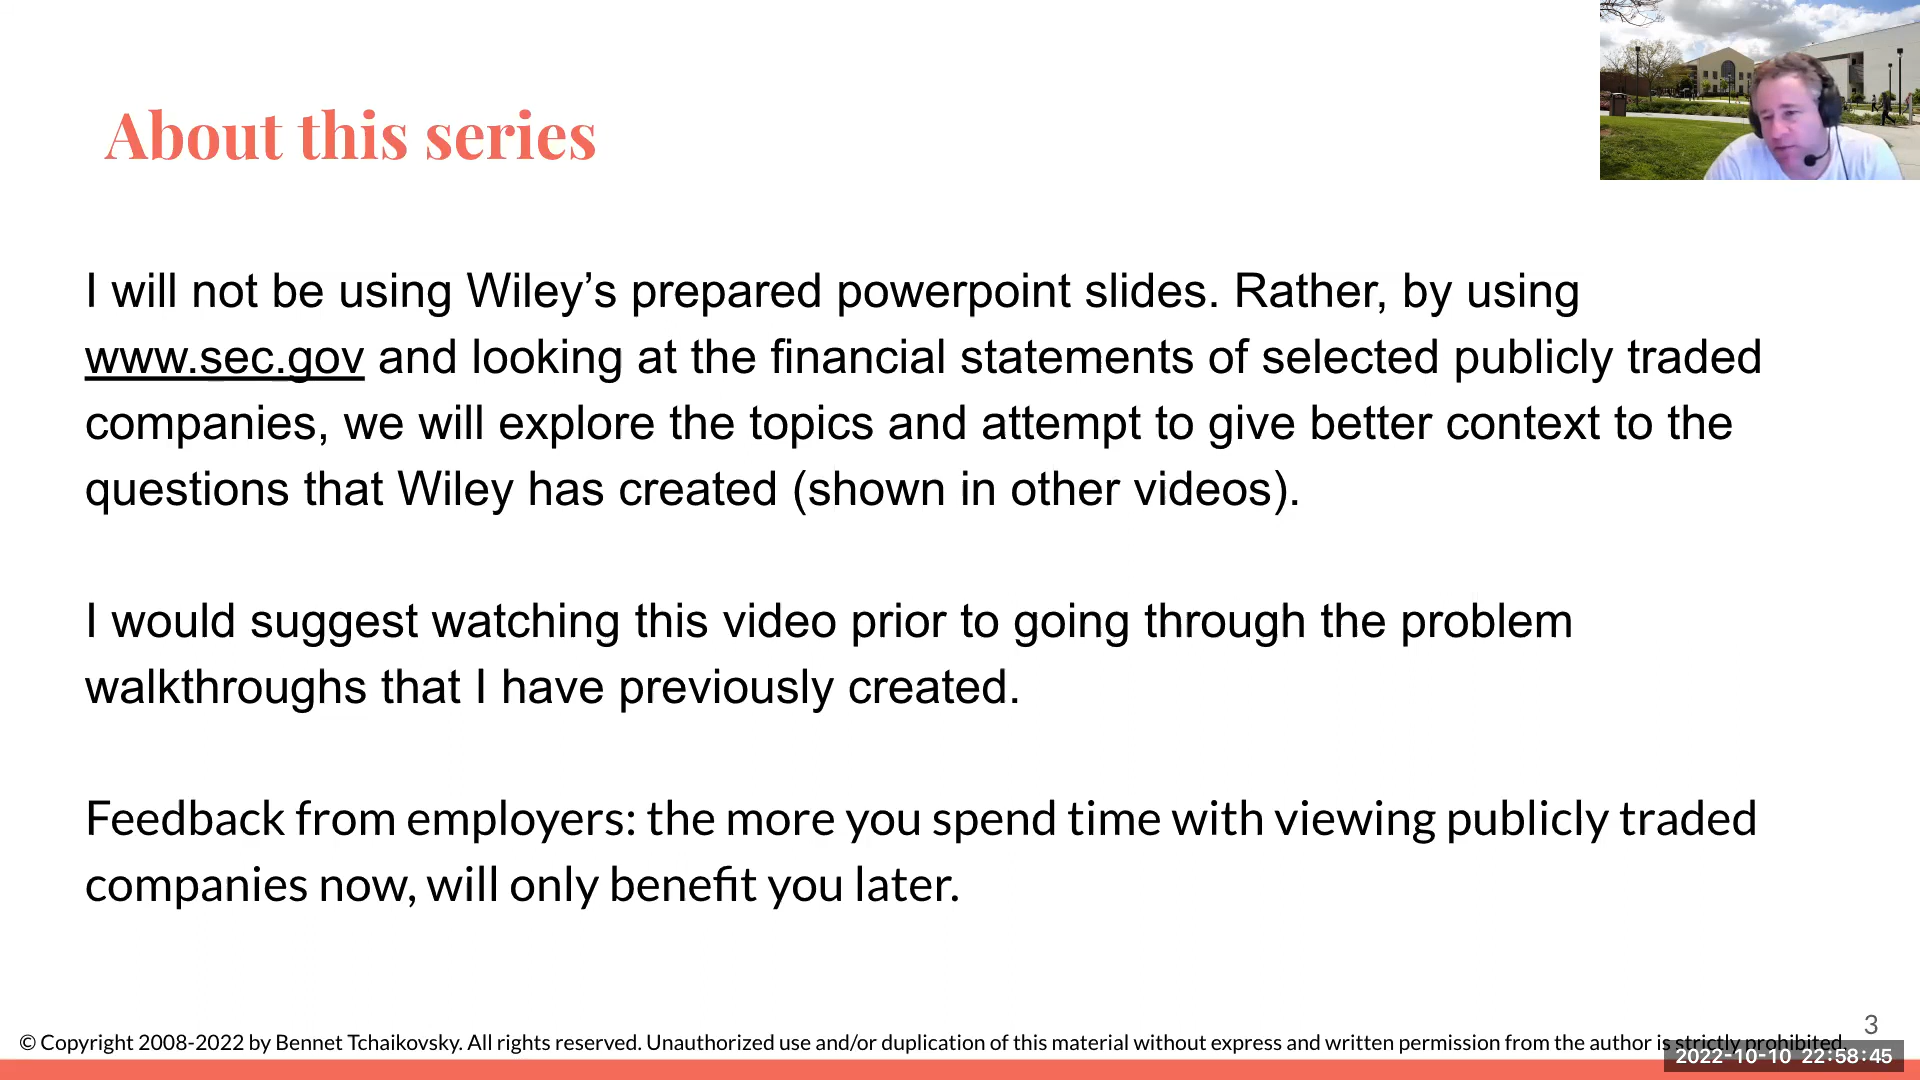 About this series
I will not be using Wiley’s prepared powerpoint slides. Rather, by using
www.sec.gov and looking at the financial statements of selected publicly traded
companies, we will explore the topics and attempt to give better context to the
questions that Wiley has created (shown in other videos).
I would suggest watching this video prior to going through the problem
walkthroughs that I have previously created.
Feedback from employers: the more you spend time with viewing publicly traded
companies now, will only benefit you later.
3
© Copyright 2008-2022 by Bennet Tchaikovsky. All rights reserved. Unauthorized use and/or duplication of this material without express and written permission from the author is strictly prohibited.
2022-10-10 22:58:45